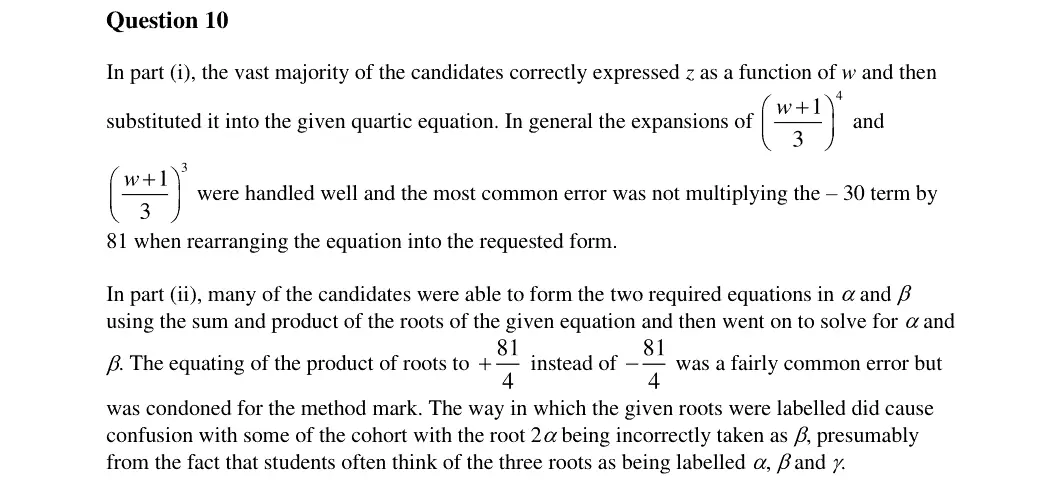 Question 10
In part (i), the vast majority of the candidates correctly expressed z as a function of w and then
substituted it into the given quartic equation. In general the expansions of ((w+1)/3)^4 and
((w+1)/3)^3 were handled well and the most common error was not multiplying the – 30 term by
81 when rearranging the equation into the requested form.
In part (ii), many of the candidates were able to form the two required equations in α and β
using the sum and product of the roots of the given equation and then went on to solve for α and
β. The equating of the product of roots to +81/4 instead of −81/4 was a fairly common error but
was condoned for the method mark. The way in which the given roots were labelled did cause
confusion with some of the cohort with the root 2α being incorrectly taken as β, presumably
from the fact that students often think of the three roots as being labelled α, β and γ.